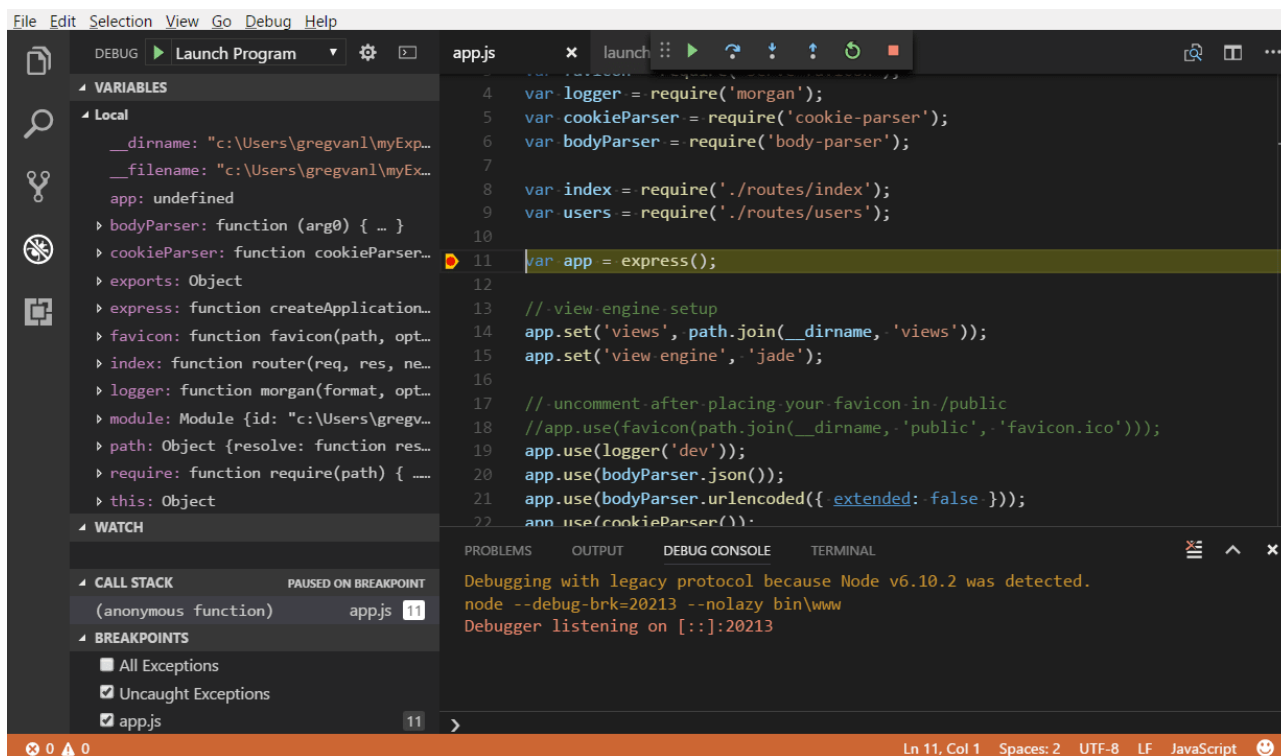 File Edit Selection View Go Debug Help
DEBUG Launch Program
VARIABLES
Local
__dirname: "c:\Users\gregvanl\myExp…
__filename: "c:\Users\gregvanl\myEx…
app: undefined
bodyParser: function (arg0) { … }
cookieParser: function cookieParser…
exports: Object
express: function createApplication…
favicon: function favicon(path, opt…
index: function router(req, res, ne…
logger: function morgan(format, opt…
module: Module {id: "c:\Users\gregv…
path: Object {resolve: function res…
require: function require(path) { ……
this: Object
WATCH
CALL STACK PAUSED ON BREAKPOINT
(anonymous function) app.js 11
BREAKPOINTS
All Exceptions
Uncaught Exceptions
app.js 11
app.js launch
4 var logger = require('morgan');
5 var cookieParser = require('cookie-parser');
6 var bodyParser = require('body-parser');
7
8 var index = require('./routes/index');
9 var users = require('./routes/users');
10
11 var app = express();
12
13 // view engine setup
14 app.set('views', path.join(__dirname, 'views'));
15 app.set('view engine', 'jade');
16
17 // uncomment after placing your favicon in /public
18 //app.use(favicon(path.join(__dirname, 'public', 'favicon.ico')));
19 app.use(logger('dev'));
20 app.use(bodyParser.json());
21 app.use(bodyParser.urlencoded({ extended: false }));
22 app.use(cookieParser());
PROBLEMS OUTPUT DEBUG CONSOLE TERMINAL
Debugging with legacy protocol because Node v6.10.2 was detected.
node --debug-brk=20213 --nolazy bin\www
Debugger listening on [::]:20213
0 0 Ln 11, Col 1 Spaces: 2 UTF-8 LF JavaScript